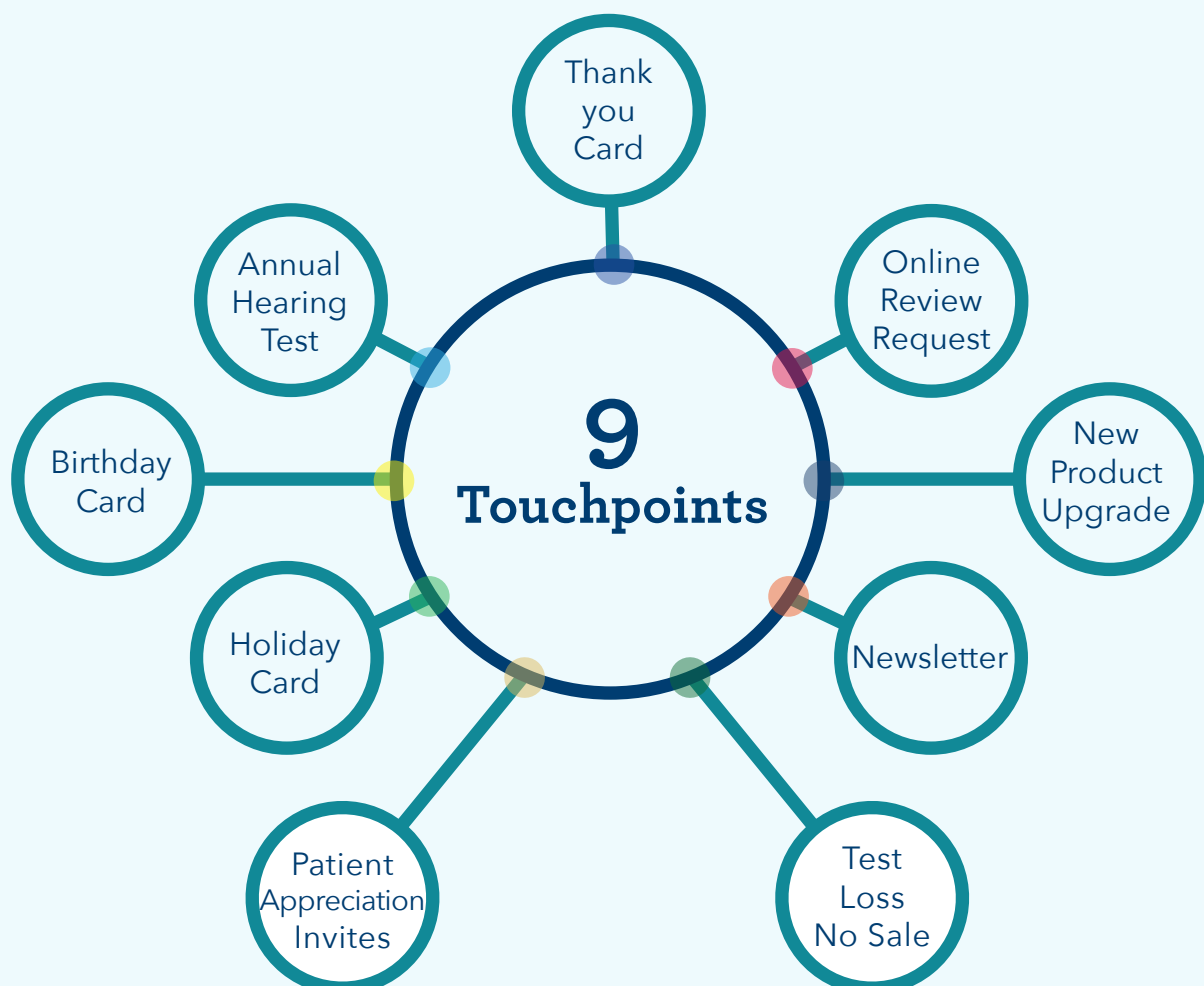 Thank
you
Card
Online
Review
Request
New
Product
Upgrade
Newsletter
Test
Loss
No Sale
Patient
Appreciation
Invites
Holiday
Card
Birthday
Card
Annual
Hearing
Test
9
Touchpoints